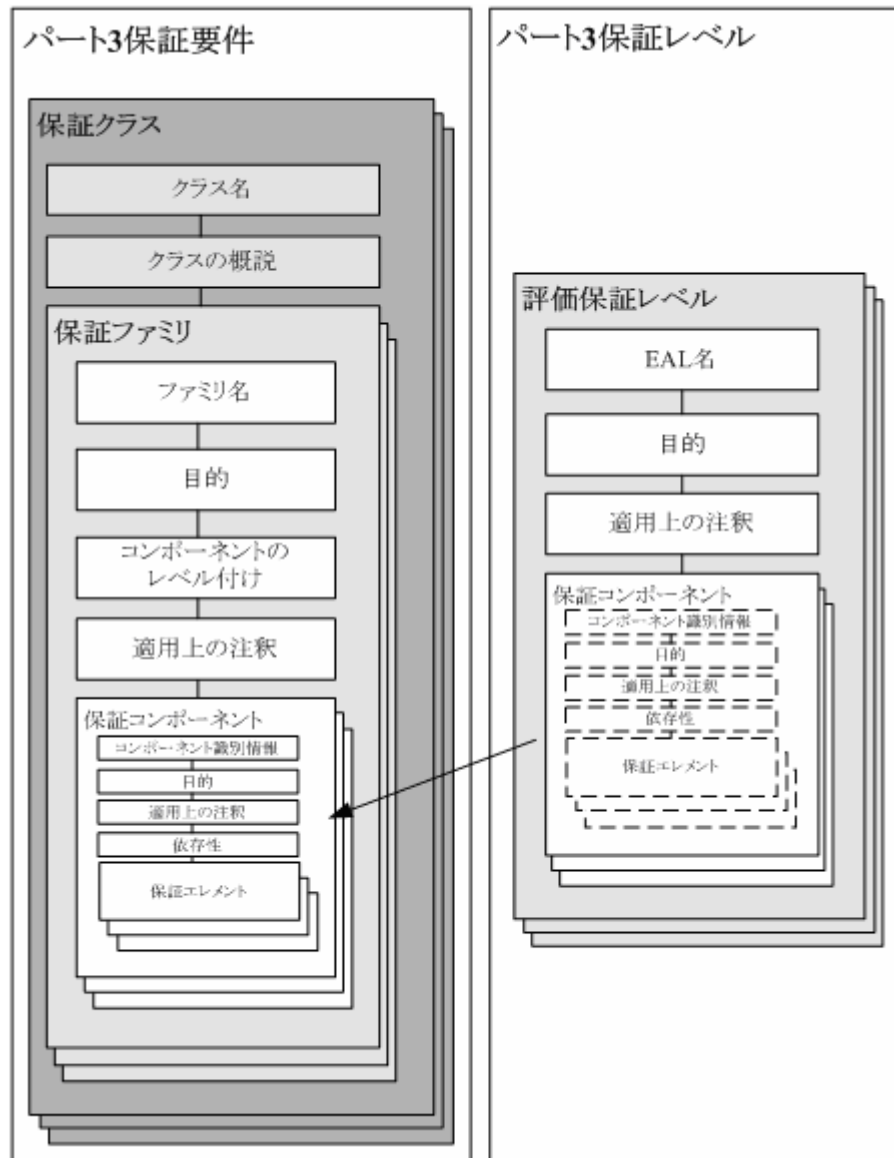 パート3保証要件
保証クラス
クラス名
クラスの概説
保証ファミリ
ファミリ名
目的
コンポーネントの
レベル付け
適用上の注釈
保証コンポーネント
コンポーネント識別情報
目的
適用上の注釈
依存性
保証エレメント
パート3保証レベル
評価保証レベル
EAL名
目的
適用上の注釈
保証コンポーネント
コンポーネント識別情報
目的
適用上の注釈
依存性
保証エレメント